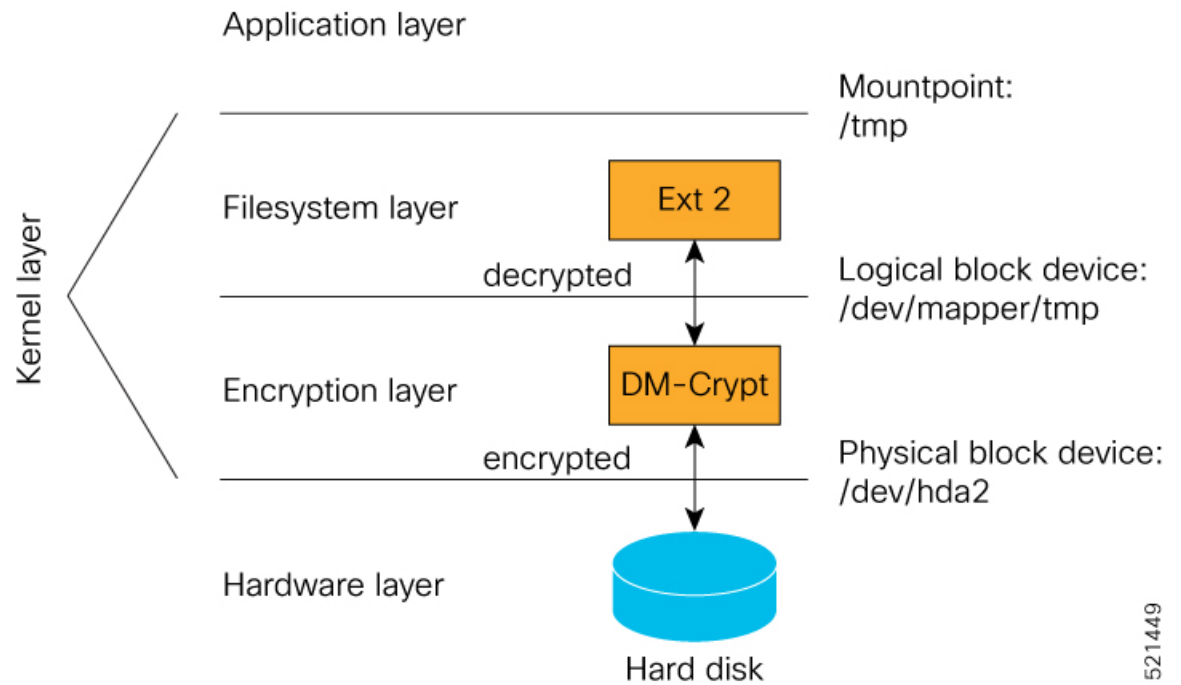 Application layer
Mountpoint:
/tmp
Kernel layer
Filesystem layer
Ext 2
decrypted
Logical block device:
/dev/mapper/tmp
Encryption layer
DM-Crypt
encrypted
Physical block device:
/dev/hda2
Hardware layer
Hard disk
521449